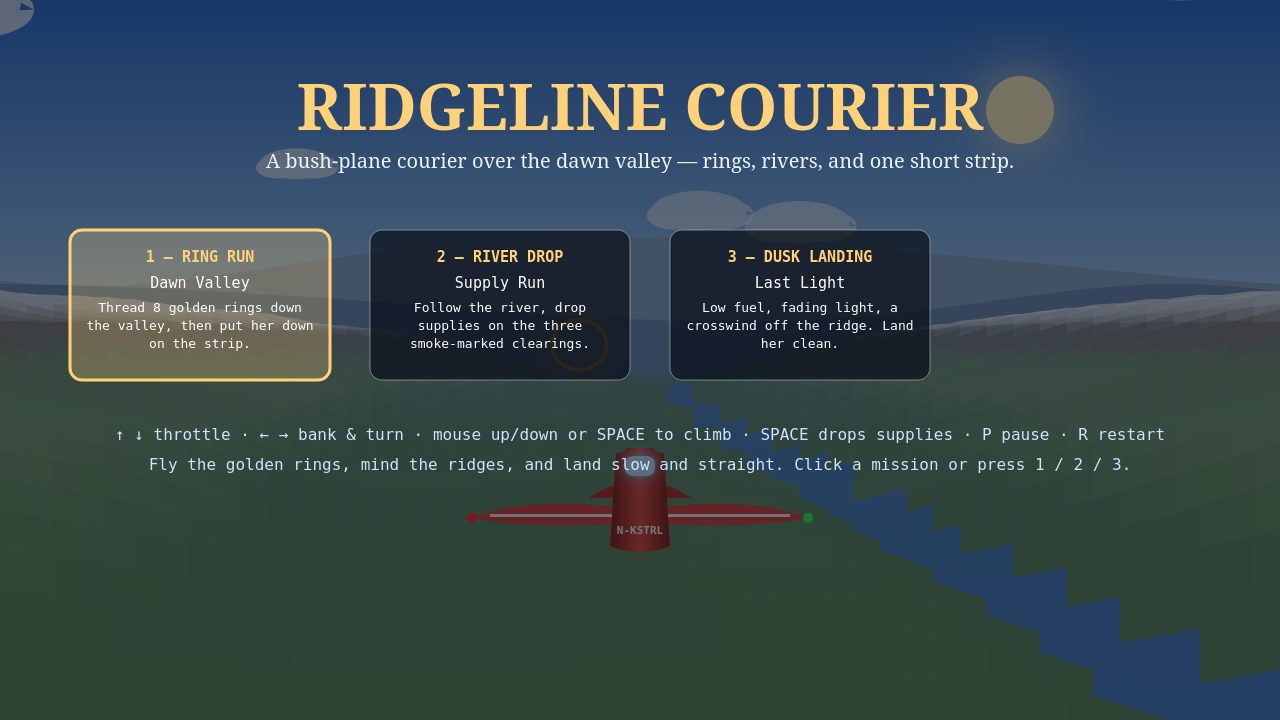 RIDGELINE COURIER
A bush-plane courier over the dawn valley — rings, rivers, and one short strip.
1 — RING RUN
Dawn Valley
Thread 8 golden rings down
the valley, then put her down
on the strip.
2 — RIVER DROP
Supply Run
Follow the river, drop
supplies on the three
smoke-marked clearings.
3 — DUSK LANDING
Last Light
Low fuel, fading light, a
crosswind off the ridge. Land
her clean.
↑ ↓ throttle · ← → bank & turn · mouse up/down or SPACE to climb · SPACE drops supplies · P pause · R restart
Fly the golden rings, mind the ridges, and land slow and straight. Click a mission or press 1 / 2 / 3.
N-KSTRL